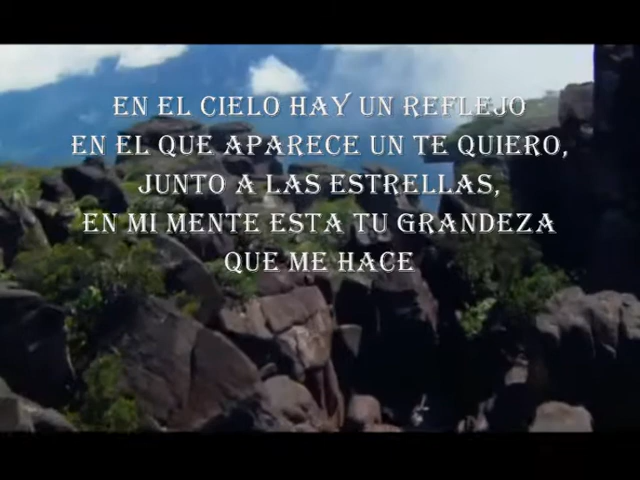 EN EL CIELO HAY UN REFLEJO
EN EL QUE APARECE UN TE QUIERO,
JUNTO A LAS ESTRELLAS,
EN MI MENTE ESTA TU GRANDEZA
QUE ME HACE